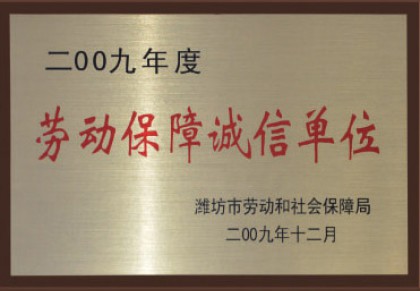 二00九年度
劳动保障诚信单位
潍坊市劳动和社会保障局
二00九年十二月